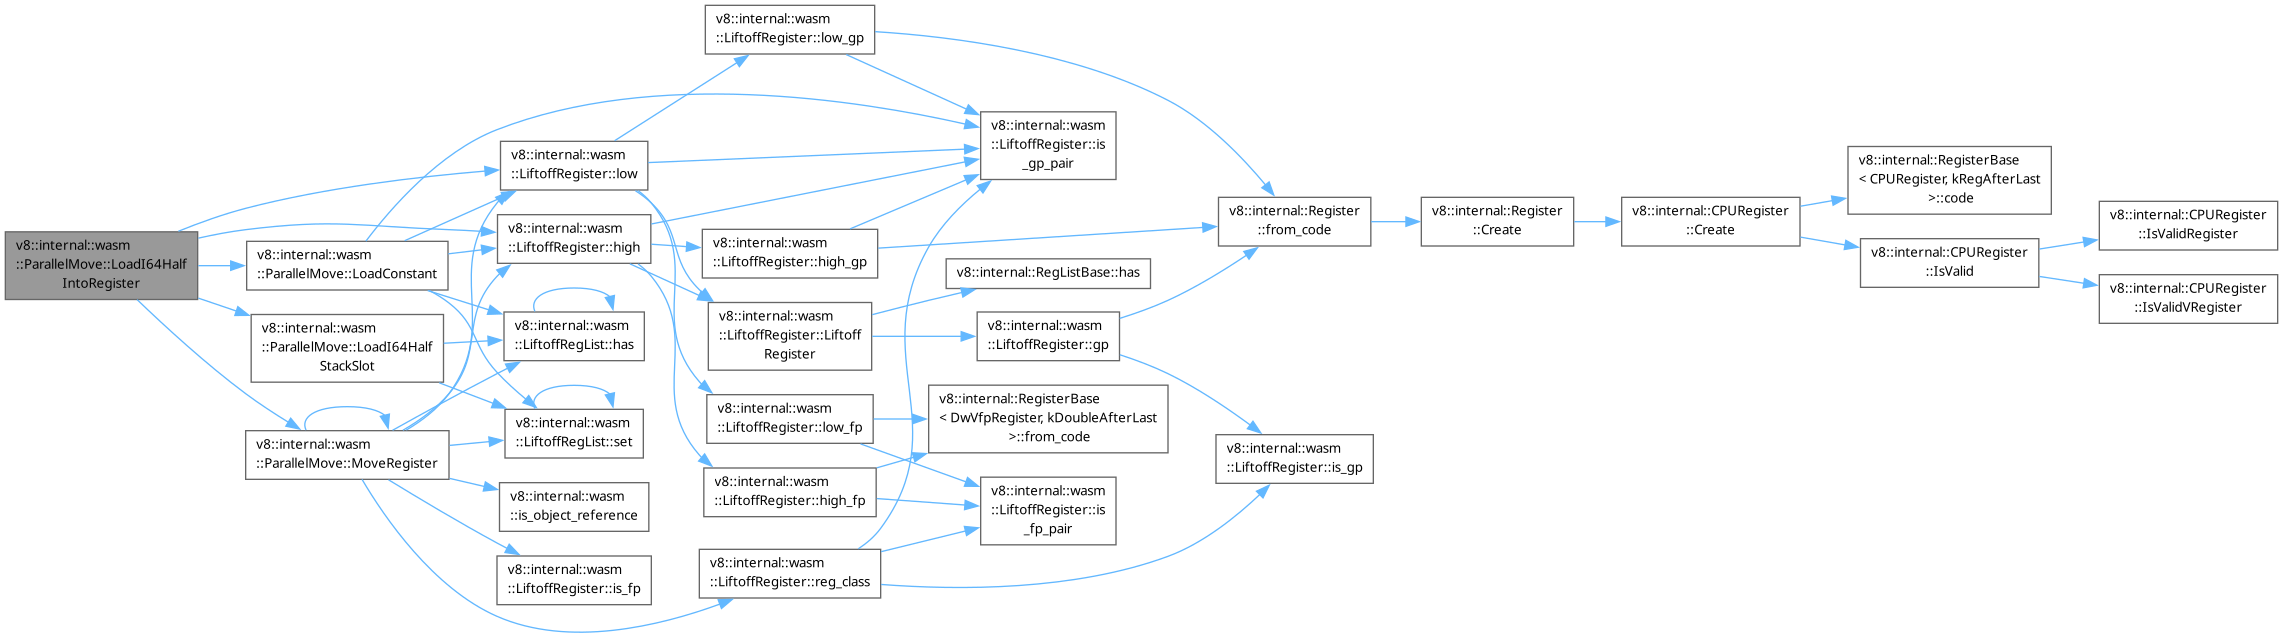 v8::internal::wasm
::ParallelMove::LoadI64Half
IntoRegister
v8::internal::wasm
::ParallelMove::LoadConstant
v8::internal::wasm
::ParallelMove::LoadI64Half
StackSlot
v8::internal::wasm
::ParallelMove::MoveRegister
v8::internal::wasm
::LiftoffRegister::low
v8::internal::wasm
::LiftoffRegister::high
v8::internal::wasm
::LiftoffRegList::has
v8::internal::wasm
::LiftoffRegList::set
v8::internal::wasm
::is_object_reference
v8::internal::wasm
::LiftoffRegister::is_fp
v8::internal::wasm
::LiftoffRegister::low_gp
v8::internal::wasm
::LiftoffRegister::high_gp
v8::internal::wasm
::LiftoffRegister::Liftoff
Register
v8::internal::wasm
::LiftoffRegister::low_fp
v8::internal::wasm
::LiftoffRegister::high_fp
v8::internal::wasm
::LiftoffRegister::reg_class
v8::internal::wasm
::LiftoffRegister::is
_gp_pair
v8::internal::RegListBase::has
v8::internal::wasm
::LiftoffRegister::gp
v8::internal::RegisterBase
< DwVfpRegister, kDoubleAfterLast
>::from_code
v8::internal::wasm
::LiftoffRegister::is
_fp_pair
v8::internal::Register
::from_code
v8::internal::wasm
::LiftoffRegister::is_gp
v8::internal::Register
::Create
v8::internal::CPURegister
::Create
v8::internal::RegisterBase
< CPURegister, kRegAfterLast
>::code
v8::internal::CPURegister
::IsValid
v8::internal::CPURegister
::IsValidRegister
v8::internal::CPURegister
::IsValidVRegister